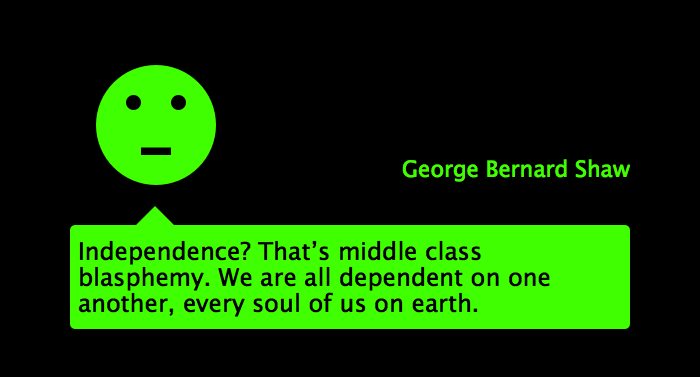 George Bernard Shaw
Independence? That’s middle class
blasphemy. We are all dependent on one
another, every soul of us on earth.